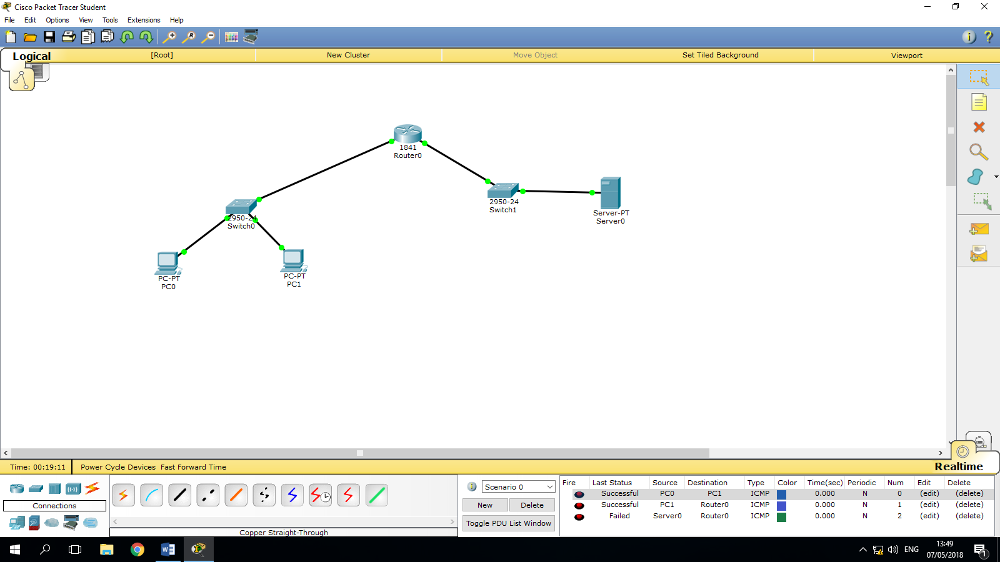 Cisco Packet Tracer Student
File Edit Options View Tools Extensions Help
Logical [Root] New Cluster Move Object Set Tiled Background Viewport
1841
Router0
2950-24
Switch1
Server-PT
Server0
2950-24
Switch0
PC-PT
PC0
PC-PT
PC1
Realtime
Time: 00:19:11 Power Cycle Devices Fast Forward Time
Connections
Copper Straight-Through
Scenario 0
New Delete
Toggle PDU List Window
Fire Last Status Source Destination Type Color Time(sec) Periodic Num Edit Delete
Successful PC0 PC1 ICMP 0.000 N 0 (edit) (delete)
Successful PC1 Router0 ICMP 0.000 N 1 (edit) (delete)
Failed Server0 Router0 ICMP 0.000 N 2 (edit) (delete)
ENG
13:49
07/05/2018
1